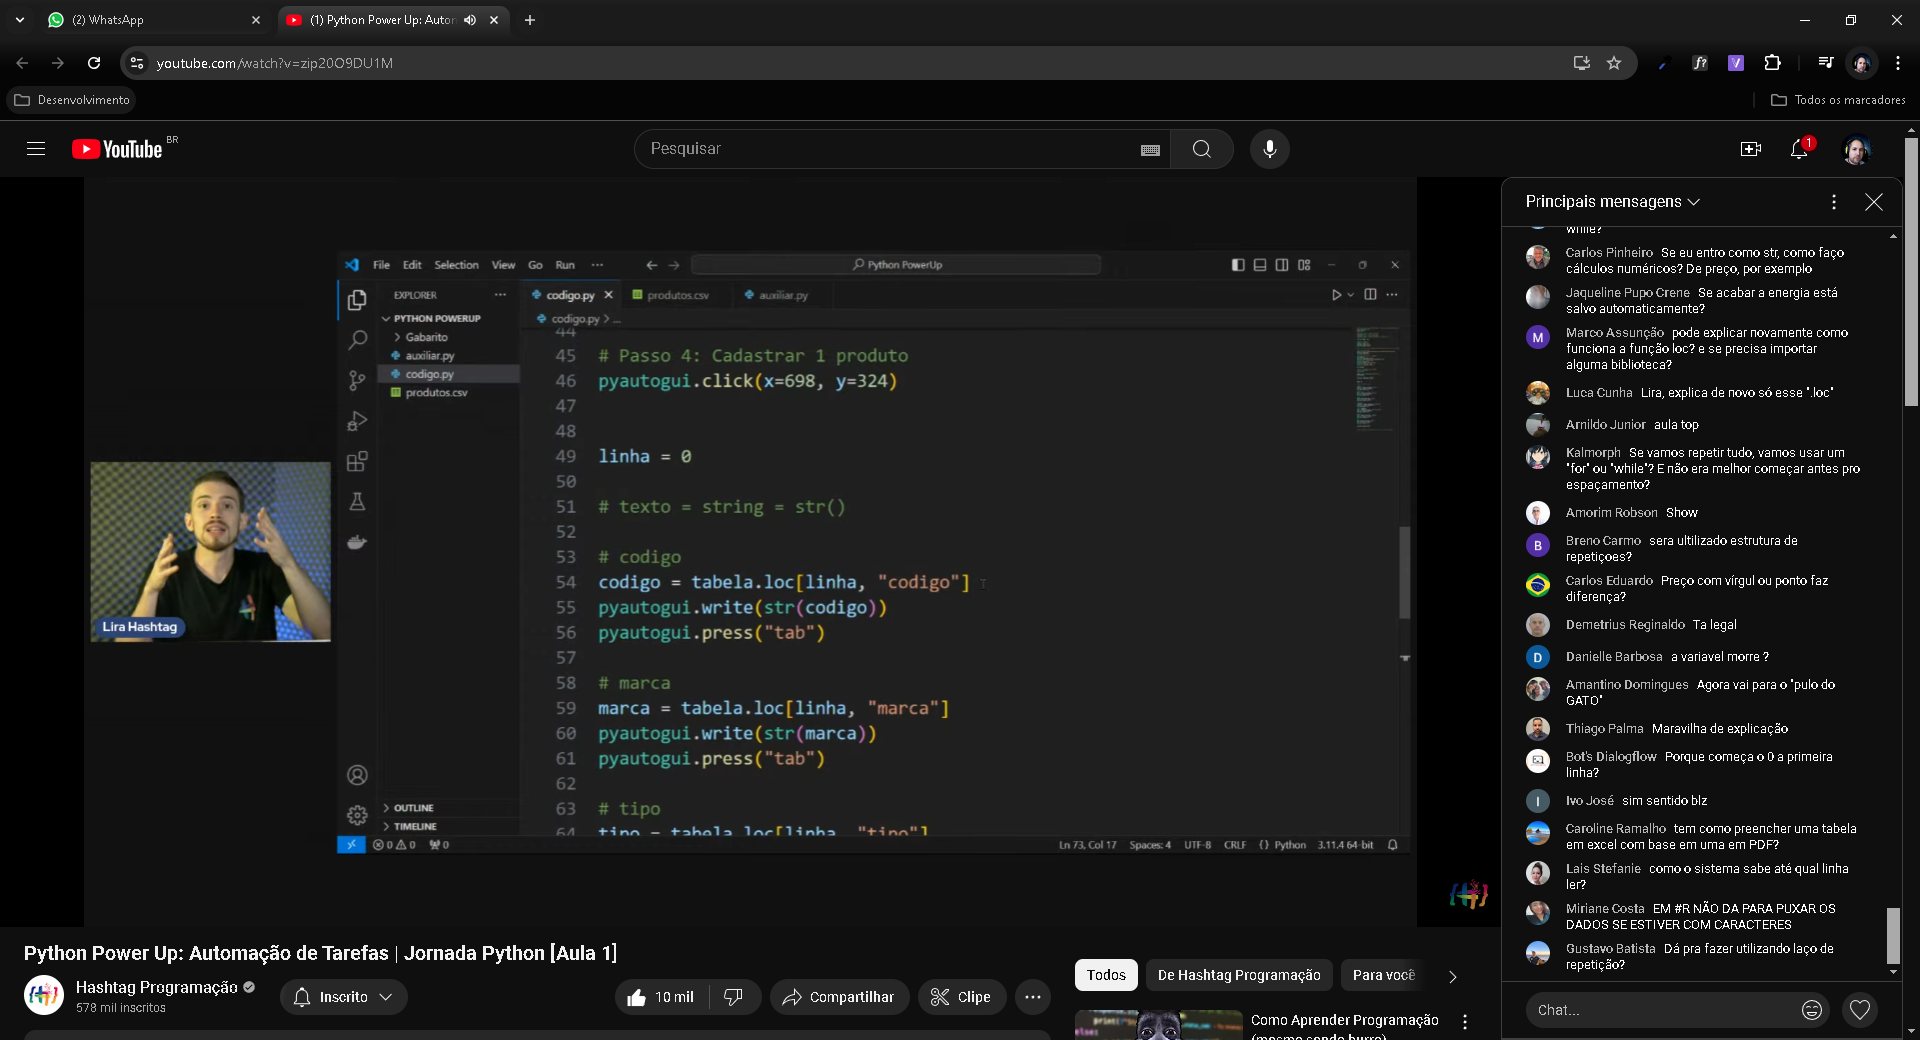 (2) WhatsApp
(1) Python Power Up: Autom
youtube.com/watch?v=zip20O9DU1M
Desenvolvimento
Todos os marcadores
YouTube BR
Pesquisar
1
File Edit Selection View Go Run ...
Python PowerUp
EXPLORER ...
codigo.py
produtos.csv
auxiliar.py
PYTHON POWERUP
Gabarito
auxiliar.py
codigo.py
produtos.csv
codigo.py > ...
44
45 # Passo 4: Cadastrar 1 produto
46 pyautogui.click(x=698, y=324)
47
48
49 linha = 0
50
51 # texto = string = str()
52
53 # codigo
54 codigo = tabela.loc[linha, "codigo"]
55 pyautogui.write(str(codigo))
56 pyautogui.press("tab")
57
58 # marca
59 marca = tabela.loc[linha, "marca"]
60 pyautogui.write(str(marca))
61 pyautogui.press("tab")
62
63 # tipo
64 tipo = tabela.loc[linha, "tipo"]
OUTLINE
TIMELINE
0 0 0
Ln 73, Col 17 Spaces: 4 UTF-8 CRLF {} Python 3.11.4 64-bit
Lira Hashtag
Principais mensagens
while?
Carlos Pinheiro Se eu entro como str, como faço
cálculos numéricos? De preço, por exemplo
Jaqueline Pupo Crene Se acabar a energia está
salvo automaticamente?
M
Marco Assunção pode explicar novamente como
funciona a função loc? e se precisa importar
alguma biblioteca?
Luca Cunha Lira, explica de novo só esse ".loc"
Arnildo Junior aula top
Kalmorph Se vamos repetir tudo, vamos usar um
"for" ou "while"? E não era melhor começar antes pro
espaçamento?
Amorim Robson Show
B
Breno Carmo sera ultilizado estrutura de
repetiçoes?
Carlos Eduardo Preço com vírgul ou ponto faz
diferença?
Demetrius Reginaldo Ta legal
D
Danielle Barbosa a variavel morre ?
Amantino Domingues Agora vai para o "pulo do
GATO"
Thiago Palma Maravilha de explicação
Bot's Dialogflow Porque começa o 0 a primeira
linha?
I
Ivo José sim sentido blz
Caroline Ramalho tem como preencher uma tabela
em excel com base em uma em PDF?
Lais Stefanie como o sistema sabe até qual linha
ler?
Miriane Costa EM #R NÃO DA PARA PUXAR OS
DADOS SE ESTIVER COM CARACTERES
Gustavo Batista Dá pra fazer utilizando laço de
repetição?
Chat...
Python Power Up: Automação de Tarefas | Jornada Python [Aula 1]
Hashtag Programação
578 mil inscritos
Inscrito
10 mil
Compartilhar
Clipe
...
Todos
De Hashtag Programação
Para você
Como Aprender Programação
(mesmo sendo burro)